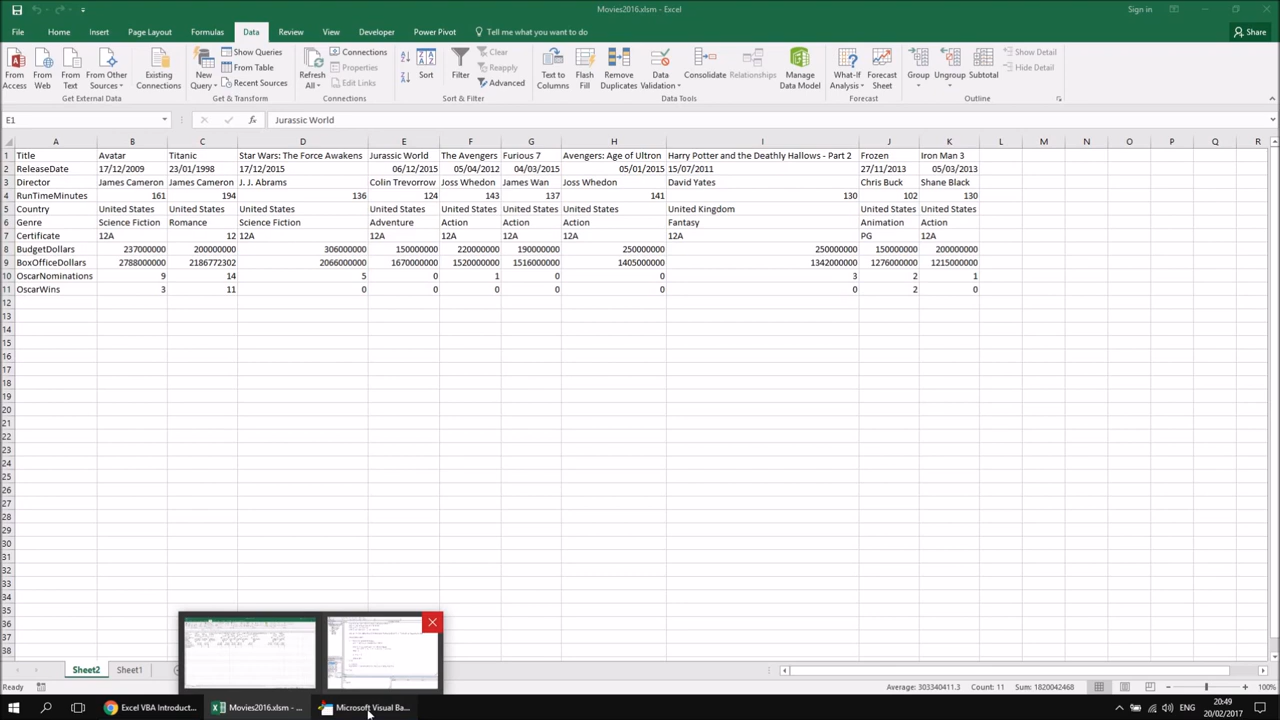 Movies2016.xlsm - Excel
Sign in
File Home Insert Page Layout Formulas Data Review View Developer Power Pivot Tell me what you want to do Share
From Access
From Web
From Text
From Other Sources
Existing Connections
New Query
Show Queries
From Table
Recent Sources
Refresh All
Connections
Properties
Edit Links
Sort
Filter
Clear
Reapply
Advanced
Text to Columns
Flash Fill
Remove Duplicates
Data Validation
Consolidate
Relationships
Manage Data Model
What-If Analysis
Forecast Sheet
Group
Ungroup
Subtotal
Show Detail
Hide Detail
Get External Data Get & Transform Connections Sort & Filter Data Tools Forecast Outline
E1 fx Jurassic World
A B C D E F G H I J K L M N O P Q R
1 Title Avatar Titanic Star Wars: The Force Awakens Jurassic World The Avengers Furious 7 Avengers: Age of Ultron Harry Potter and the Deathly Hallows - Part 2 Frozen Iron Man 3
2 ReleaseDate 17/12/2009 23/01/1998 17/12/2015 06/12/2015 05/04/2012 04/03/2015 05/01/2015 15/07/2011 27/11/2013 05/03/2013
3 Director James Cameron James Cameron J. J. Abrams Colin Trevorrow Joss Whedon James Wan Joss Whedon David Yates Chris Buck Shane Black
4 RunTimeMinutes 161 194 136 124 143 137 141 130 102 130
5 Country United States United States United States United States United States United States United States United Kingdom United States United States
6 Genre Science Fiction Romance Science Fiction Adventure Action Action Action Fantasy Animation Action
7 Certificate 12A 12 12A 12A 12A 12A 12A 12A PG 12A
8 BudgetDollars 237000000 200000000 306000000 150000000 220000000 190000000 250000000 250000000 150000000 200000000
9 BoxOfficeDollars 2788000000 2186772302 2066000000 1670000000 1520000000 1516000000 1405000000 1342000000 1276000000 1215000000
10 OscarNominations 9 14 5 0 1 0 0 3 2 1
11 OscarWins 3 11 0 0 0 0 0 0 2 0
12
13
14
15
16
17
18
19
20
21
22
23
24
25
26
27
28
29
30
31
32
33
34
35
36
37
38
Sheet2 Sheet1
Ready Average: 303340411.3 Count: 11 Sum: 1820042468 100%
Excel VBA Introduct... Movies2016.xlsm - ... Microsoft Visual Ba... ENG 20:49
20/02/2017